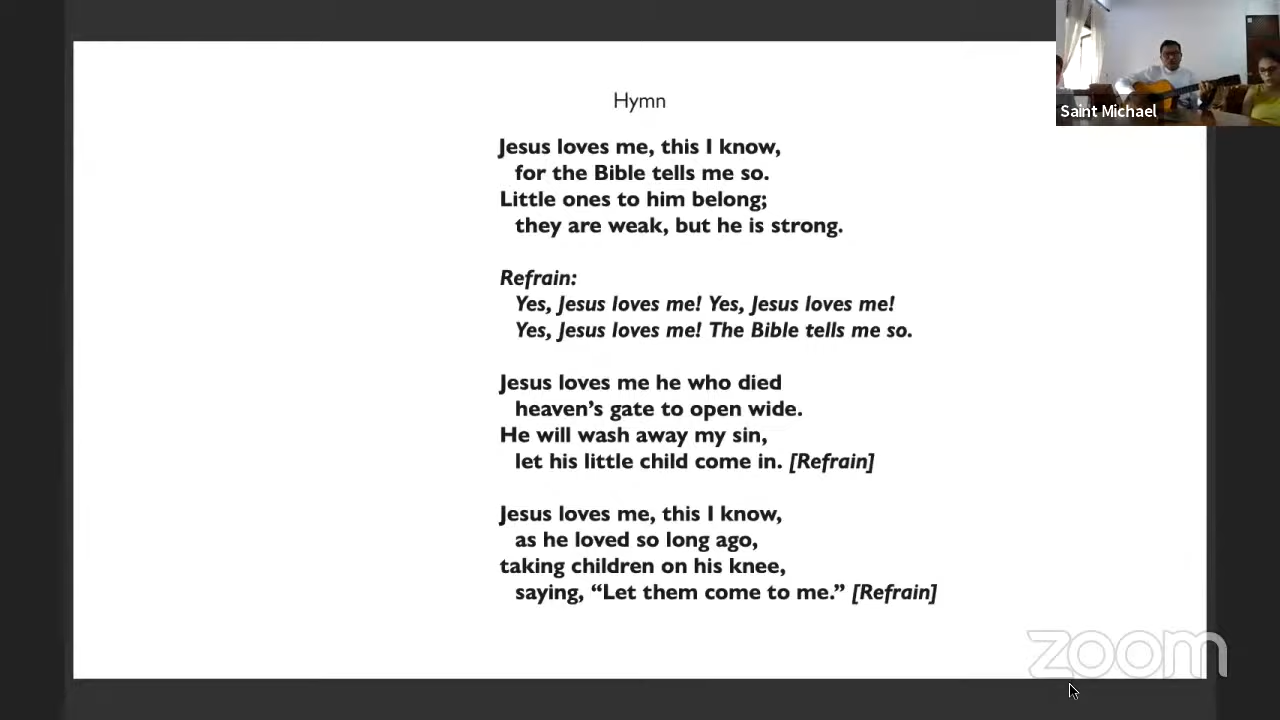 Hymn
Jesus loves me, this I know,
for the Bible tells me so.
Little ones to him belong;
they are weak, but he is strong.
Refrain:
Yes, Jesus loves me! Yes, Jesus loves me!
Yes, Jesus loves me! The Bible tells me so.
Jesus loves me he who died
heaven’s gate to open wide.
He will wash away my sin,
let his little child come in. [Refrain]
Jesus loves me, this I know,
as he loved so long ago,
taking children on his knee,
saying, “Let them come to me.” [Refrain]
Saint Michael
zoom